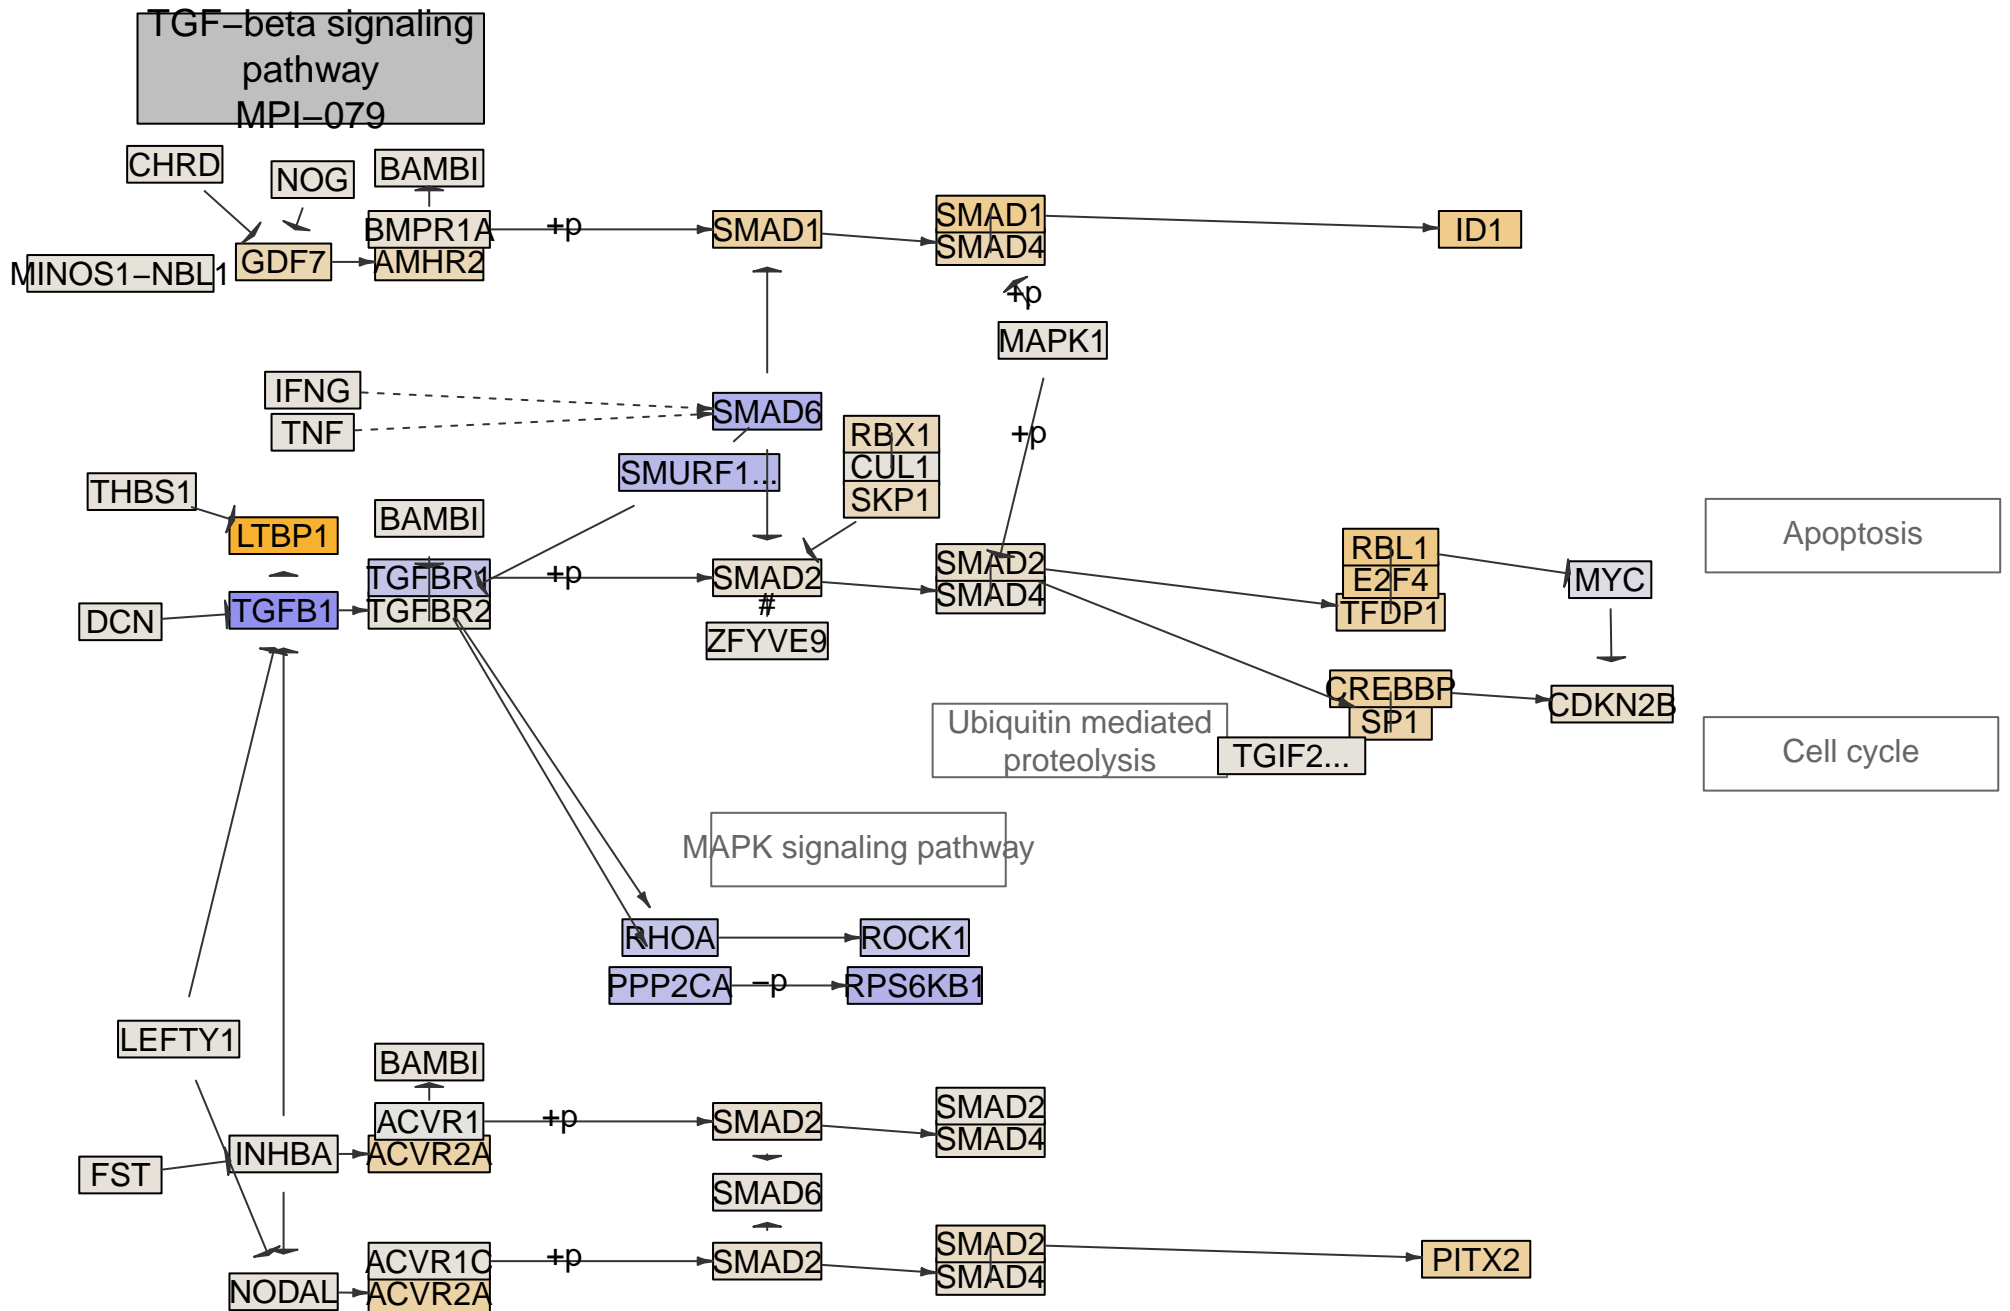 TGF−beta signaling
pathway
MPI−079
CHRD
NOG
BAMBI
BMPR1A
+p
SMAD1
SMAD1
SMAD4
ID1
MINOS1−NBL1
GDF7
AMHR2
+p
MAPK1
IFNG
TNF
SMAD6
RBX1
CUL1
SKP1
+p
SMURF1...
THBS1
LTBP1
BAMBI
TGFBR1
TGFBR2
+p
SMAD2
#
ZFYVE9
SMAD2
SMAD4
RBL1
E2F4
TFDP1
MYC
Apoptosis
DCN
TGFB1
CREBBP
SP1
CDKN2B
Ubiquitin mediated
proteolysis
TGIF2...
Cell cycle
MAPK signaling pathway
RHOA
ROCK1
PPP2CA
−p
RPS6KB1
LEFTY1
BAMBI
ACVR1
ACVR2A
+p
SMAD2
SMAD2
SMAD4
INHBA
FST
SMAD6
ACVR1C
ACVR2A
+p
SMAD2
SMAD2
SMAD4
PITX2
NODAL